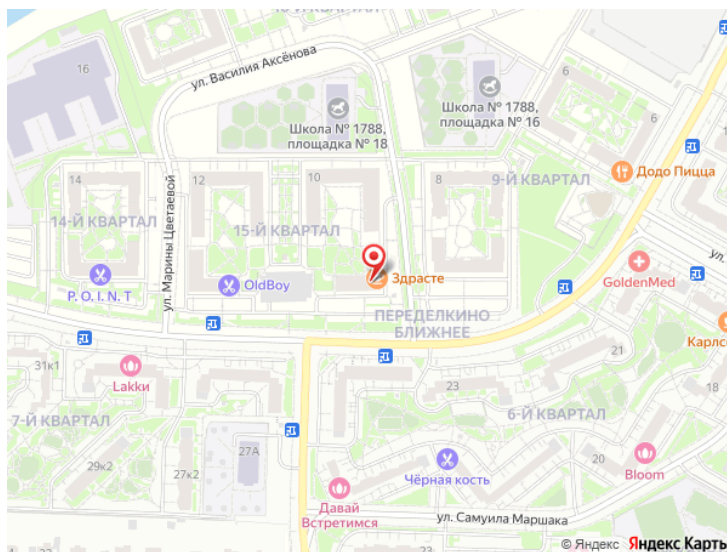 16
ул. Василия Аксёнова
Школа № 1788,
площадка № 18
Школа № 1788,
площадка № 16
6
6
Додо Пицца
14
12
10
8
9-Й КВАРТАЛ
14-Й КВАРТАЛ
15-Й КВАРТАЛ
ул. Марины Цветаевой
P.O.I.N.T
OldBoy
Здрасте
GoldenMed
ПЕРЕДЕЛКИНО
БЛИЖНЕЕ
Карлсо
31к1
Lakки
21
23
18
7-Й КВАРТАЛ
6-Й КВАРТАЛ
27А
29к2
27к2
Чёрная кость
20
Bloom
Давай
Встретимся
ул. Самуила Маршака
© Яндекс Яндекс Карты